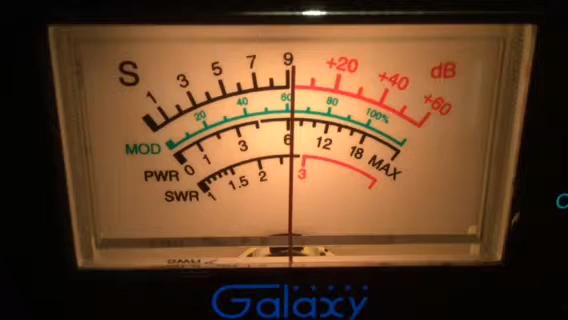 S 1 3 5 7 9 +20 +40 +60 dB
MOD 20 40 60 80 100%
PWR 0 1 3 6 12 18 MAX
SWR 1 1.5 2 3
Galaxy